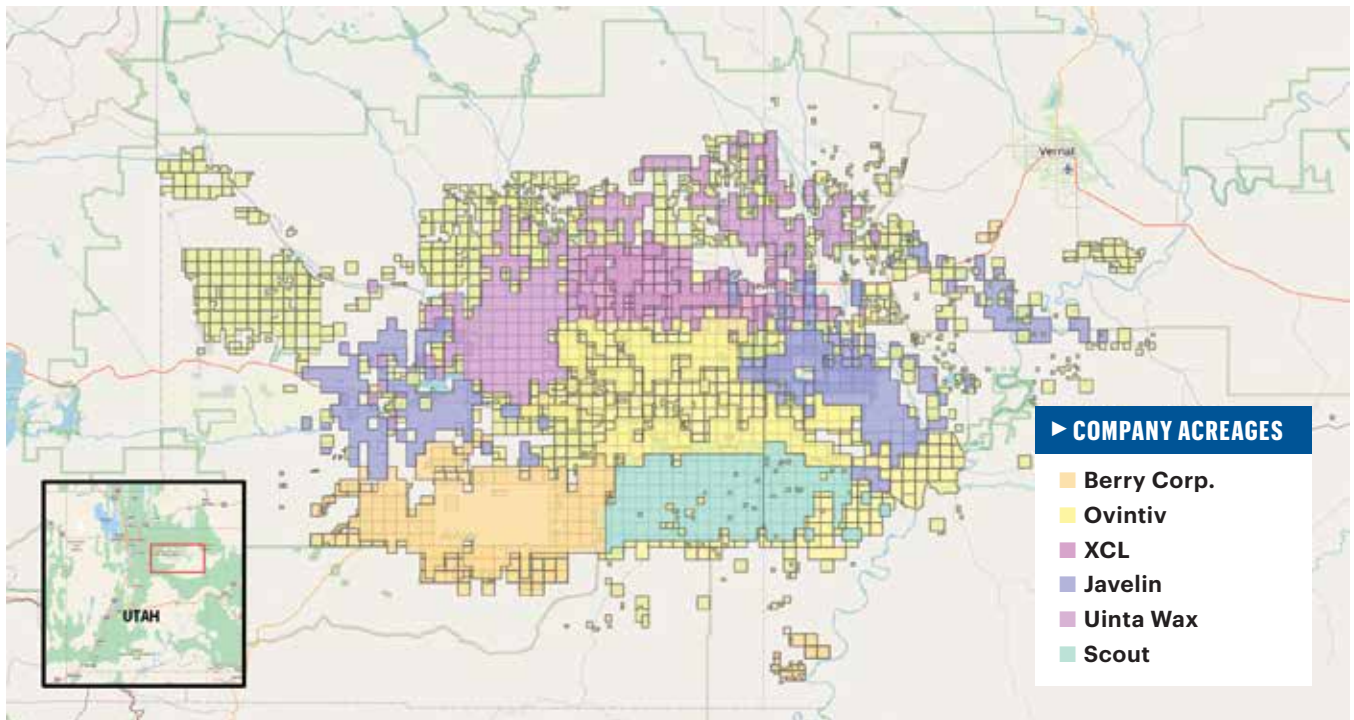 Vernal
► COMPANY ACREAGES
Berry Corp.
Ovintiv
XCL
Javelin
Uinta Wax
Scout
UTAH